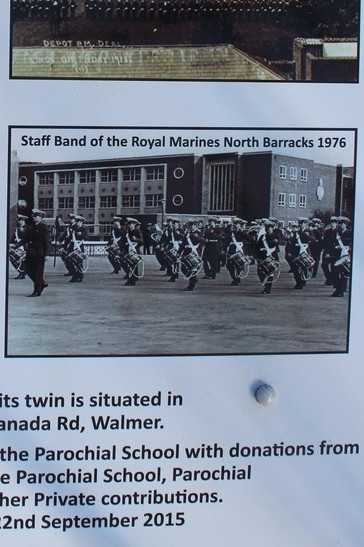 DEPOT R.M. DEAL.
Staff Band of the Royal Marines North Barracks 1976
its twin is situated in
anada Rd, Walmer.
the Parochial School with donations from
e Parochial School, Parochial
her Private contributions.
22nd September 2015